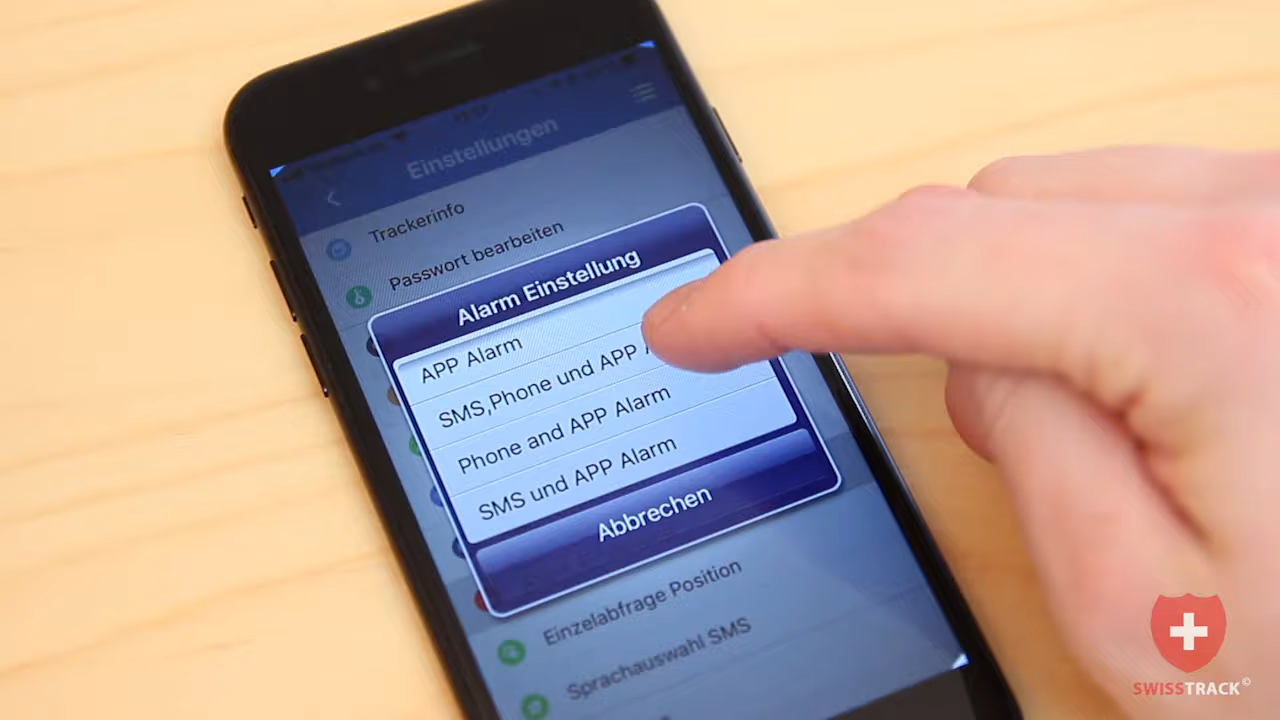 Einstellungen
Trackerinfo
Passwort bearbeiten
Alarm Einstellung
APP Alarm
SMS,Phone und APP
Phone and APP Alarm
SMS und APP Alarm
Abbrechen
Einzelabfrage Position
Sprachauswahl SMS
SWISSTRACK©